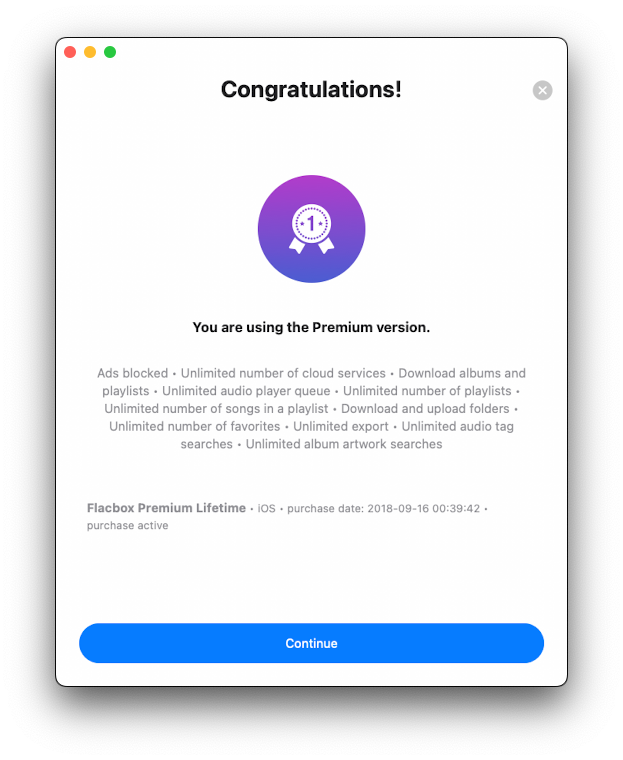 Congratulations!
1
You are using the Premium version.
Ads blocked • Unlimited number of cloud services • Download albums and
playlists • Unlimited audio player queue • Unlimited number of playlists •
Unlimited number of songs in a playlist • Download and upload folders •
Unlimited number of favorites • Unlimited export • Unlimited audio tag
searches • Unlimited album artwork searches
Flacbox Premium Lifetime • iOS • purchase date: 2018-09-16 00:39:42 •
purchase active
Continue